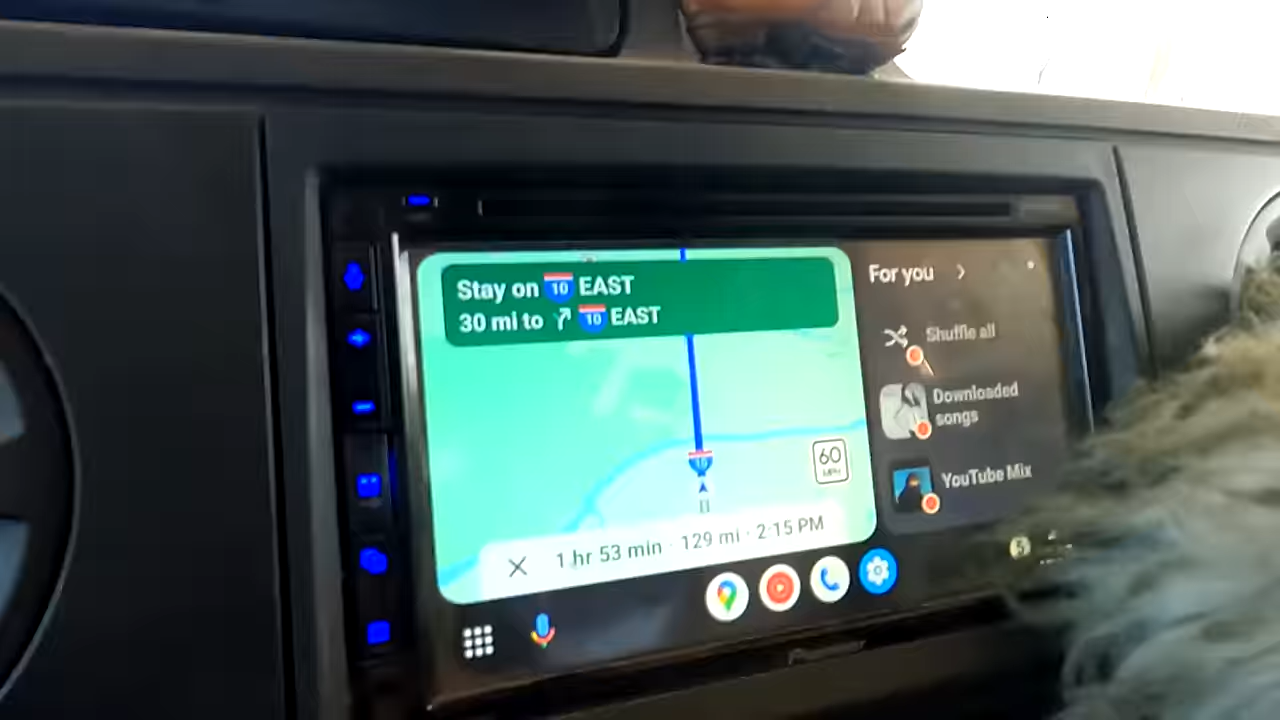 Stay on 10 EAST
30 mi to 10 EAST
60
MPH
1 hr 53 min · 129 mi · 2:15 PM
For you
Shuffle all
Downloaded
songs
YouTube Mix